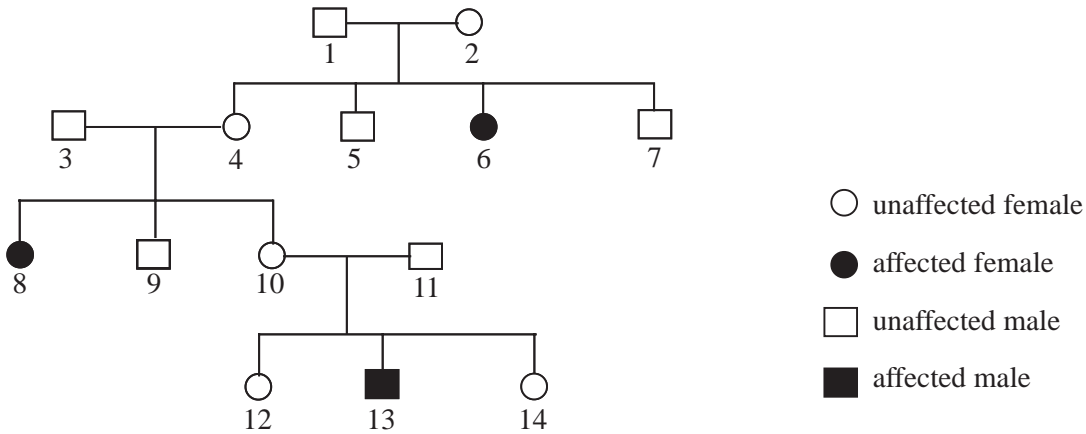 1 2
3 4 5 6 7
8 9 10 11
12 13 14
unaffected female
affected female
unaffected male
affected male